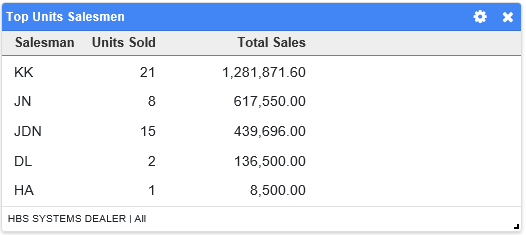 Top Units Salesmen
Salesman Units Sold Total Sales
KK 21 1,281,871.60
JN 8 617,550.00
JDN 15 439,696.00
DL 2 136,500.00
HA 1 8,500.00
HBS SYSTEMS DEALER | All